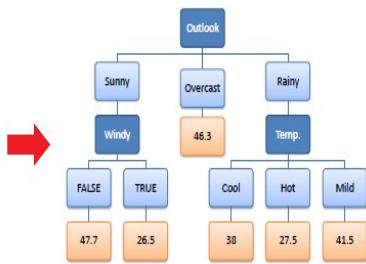 Outlook
Sunny
Overcast
Rainy
Windy
46.3
Temp.
FALSE
TRUE
Cool
Hot
Mild
47.7
26.5
38
27.5
41.5